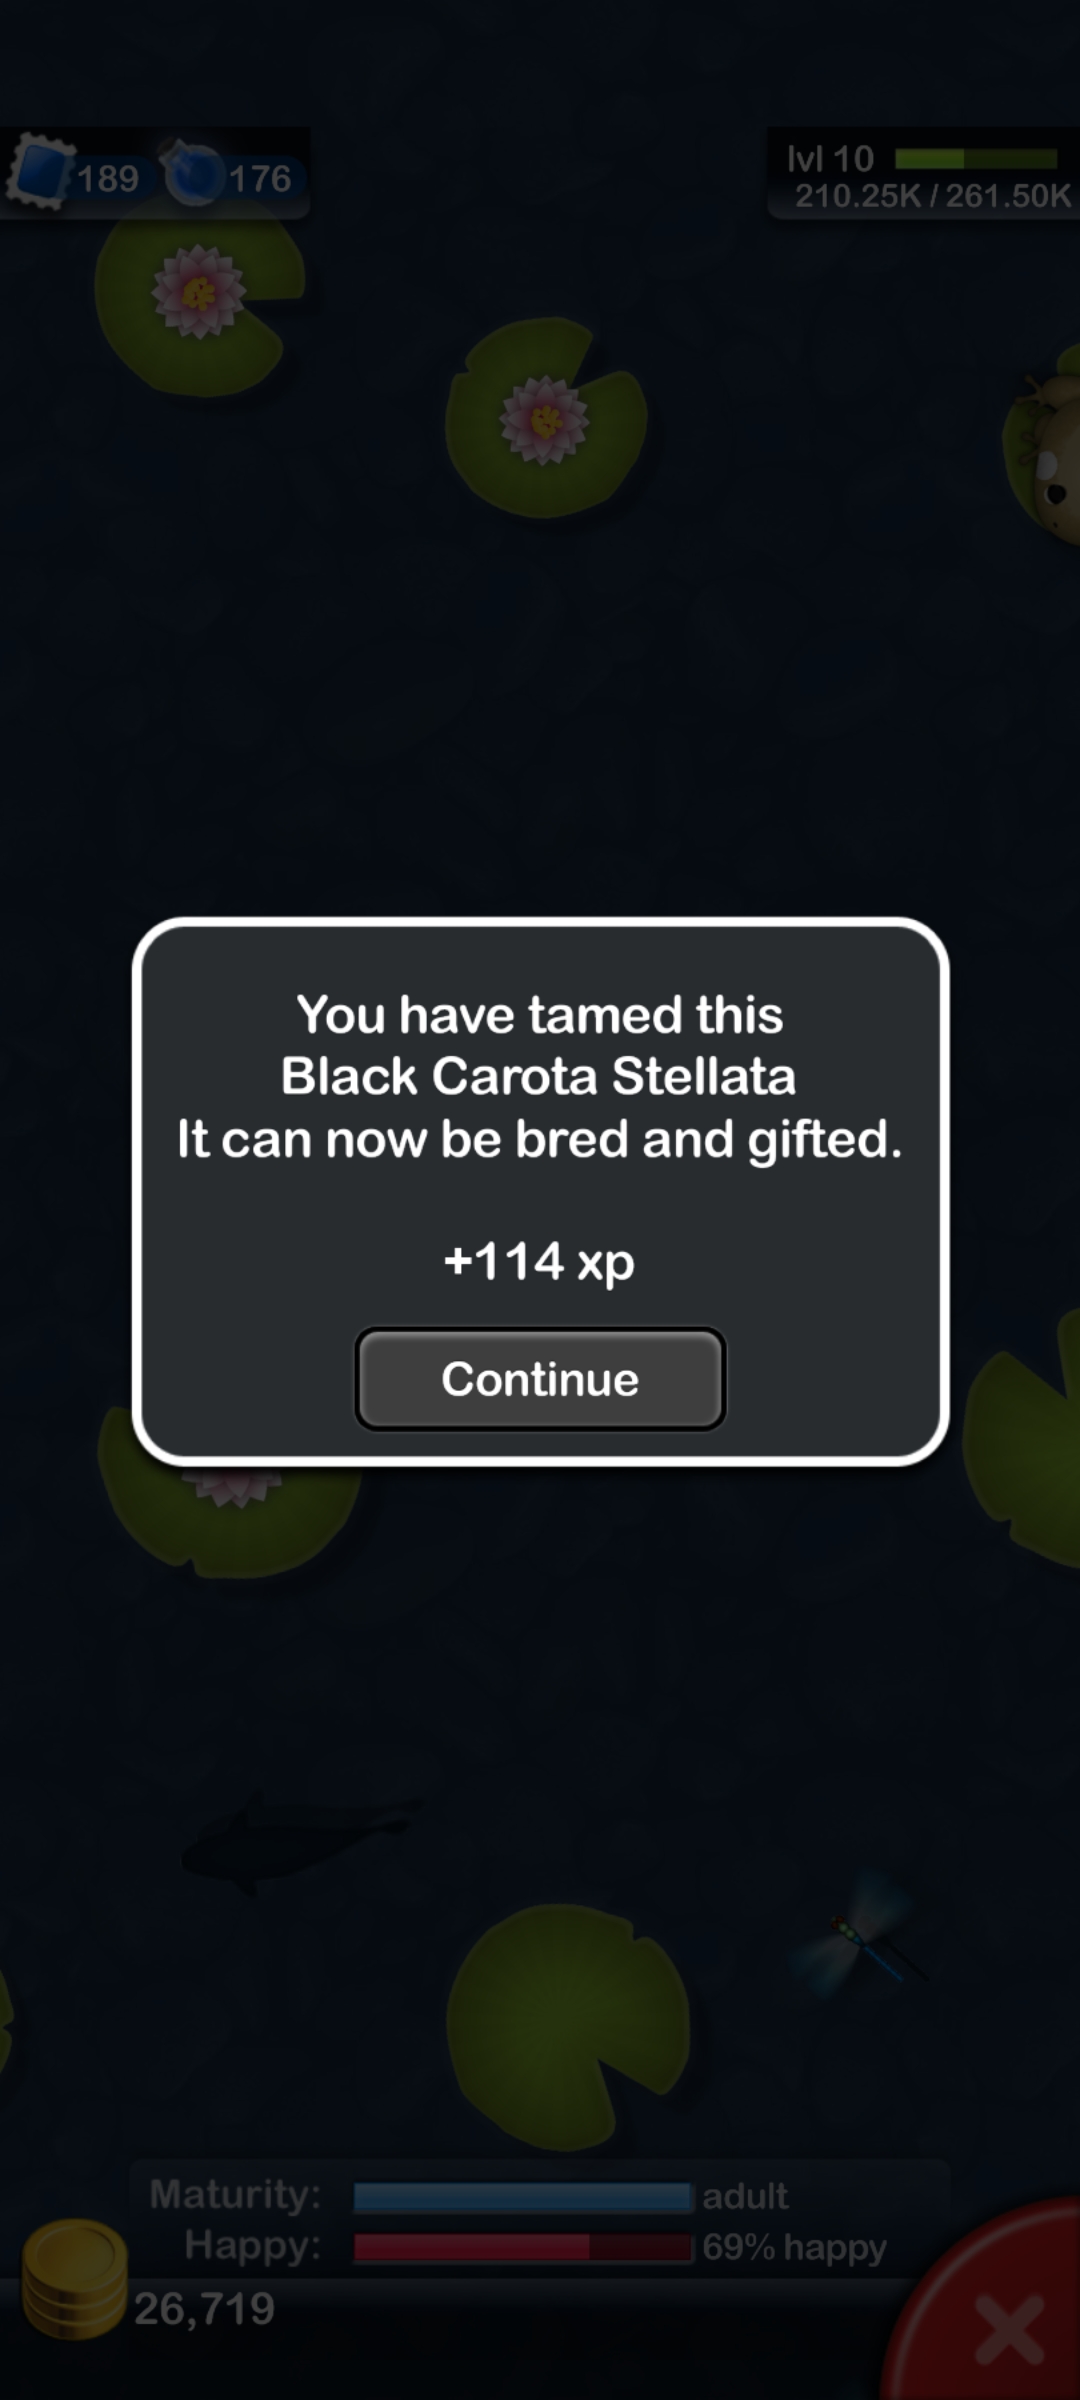 189
176
lvl 10
210.25K / 261.50K
You have tamed this
Black Carota Stellata
It can now be bred and gifted.
+114 xp
Continue
Maturity: adult
Happy: 69% happy
26,719